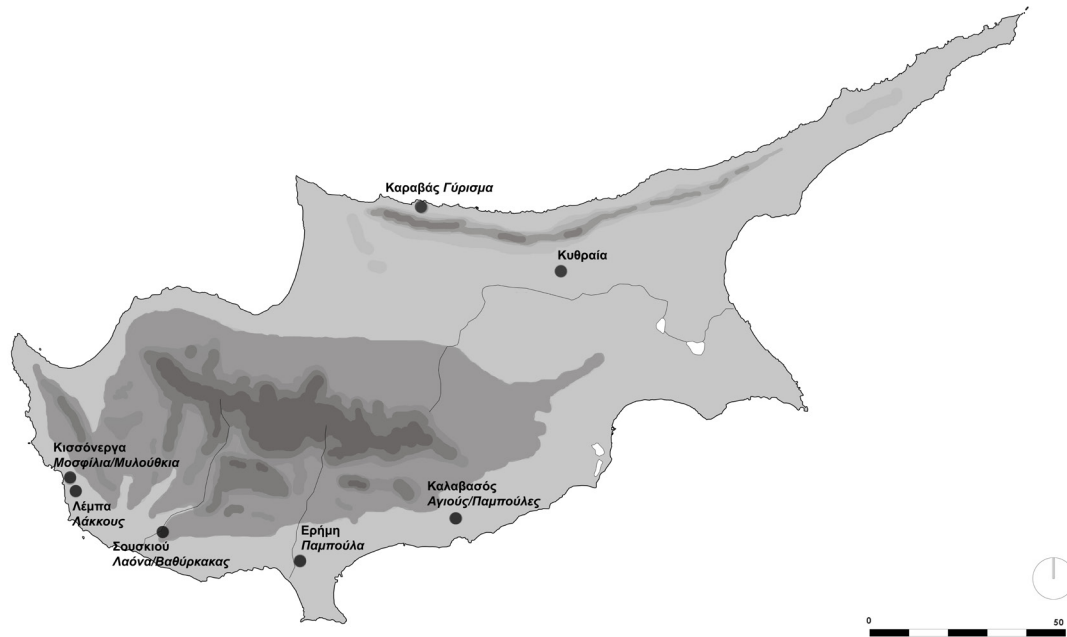 Καραβάς Γύρισμα
Κυθραία
Κισσόνεργα
Μοσφίλια/Μυλούθκια
Λέμπα
Λάκκους
Σουσκιού
Λαόνα/Βαθύρκακας
Ερήμη
Παμπούλα
Καλαβασός
Αγιούς/Παμπούλες
0
50